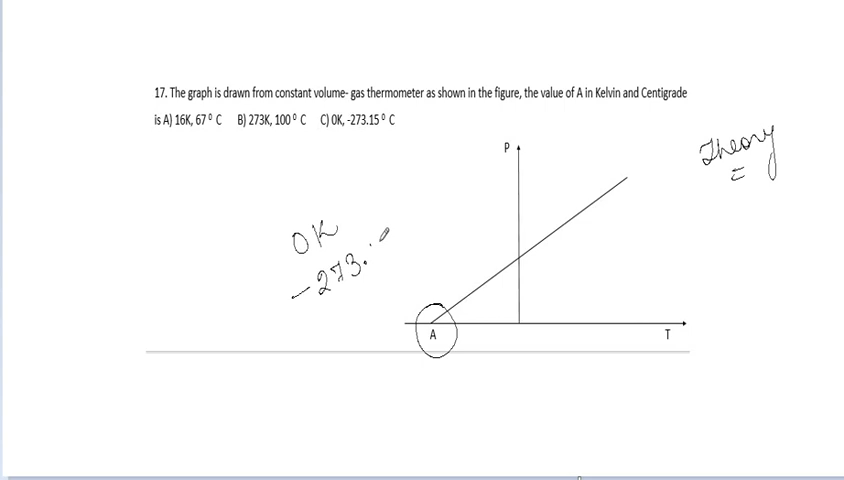 17. The graph is drawn from constant volume- gas thermometer as shown in the figure, the value of A in Kelvin and Centigrade
is A) 16K, 67° C B) 273K, 100° C C) 0K, -273.15° C
P
Theory
0K
-273.
A
T